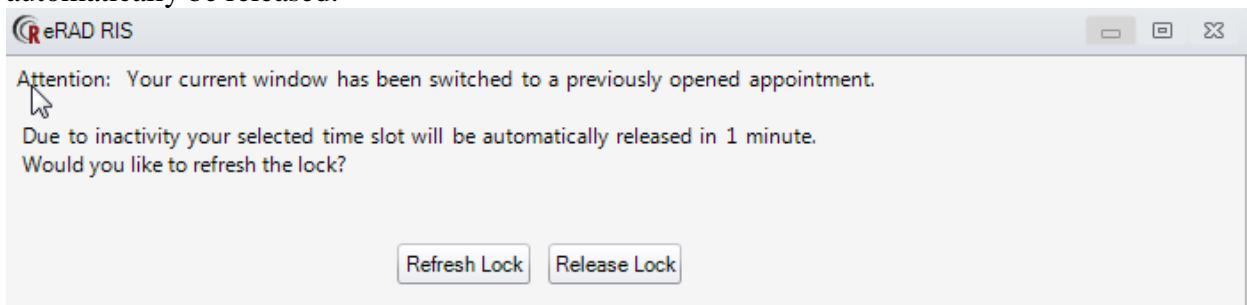 automatically be released.
eRAD RIS
Attention: Your current window has been switched to a previously opened appointment.
Due to inactivity your selected time slot will be automatically released in 1 minute.
Would you like to refresh the lock?
Refresh Lock Release Lock